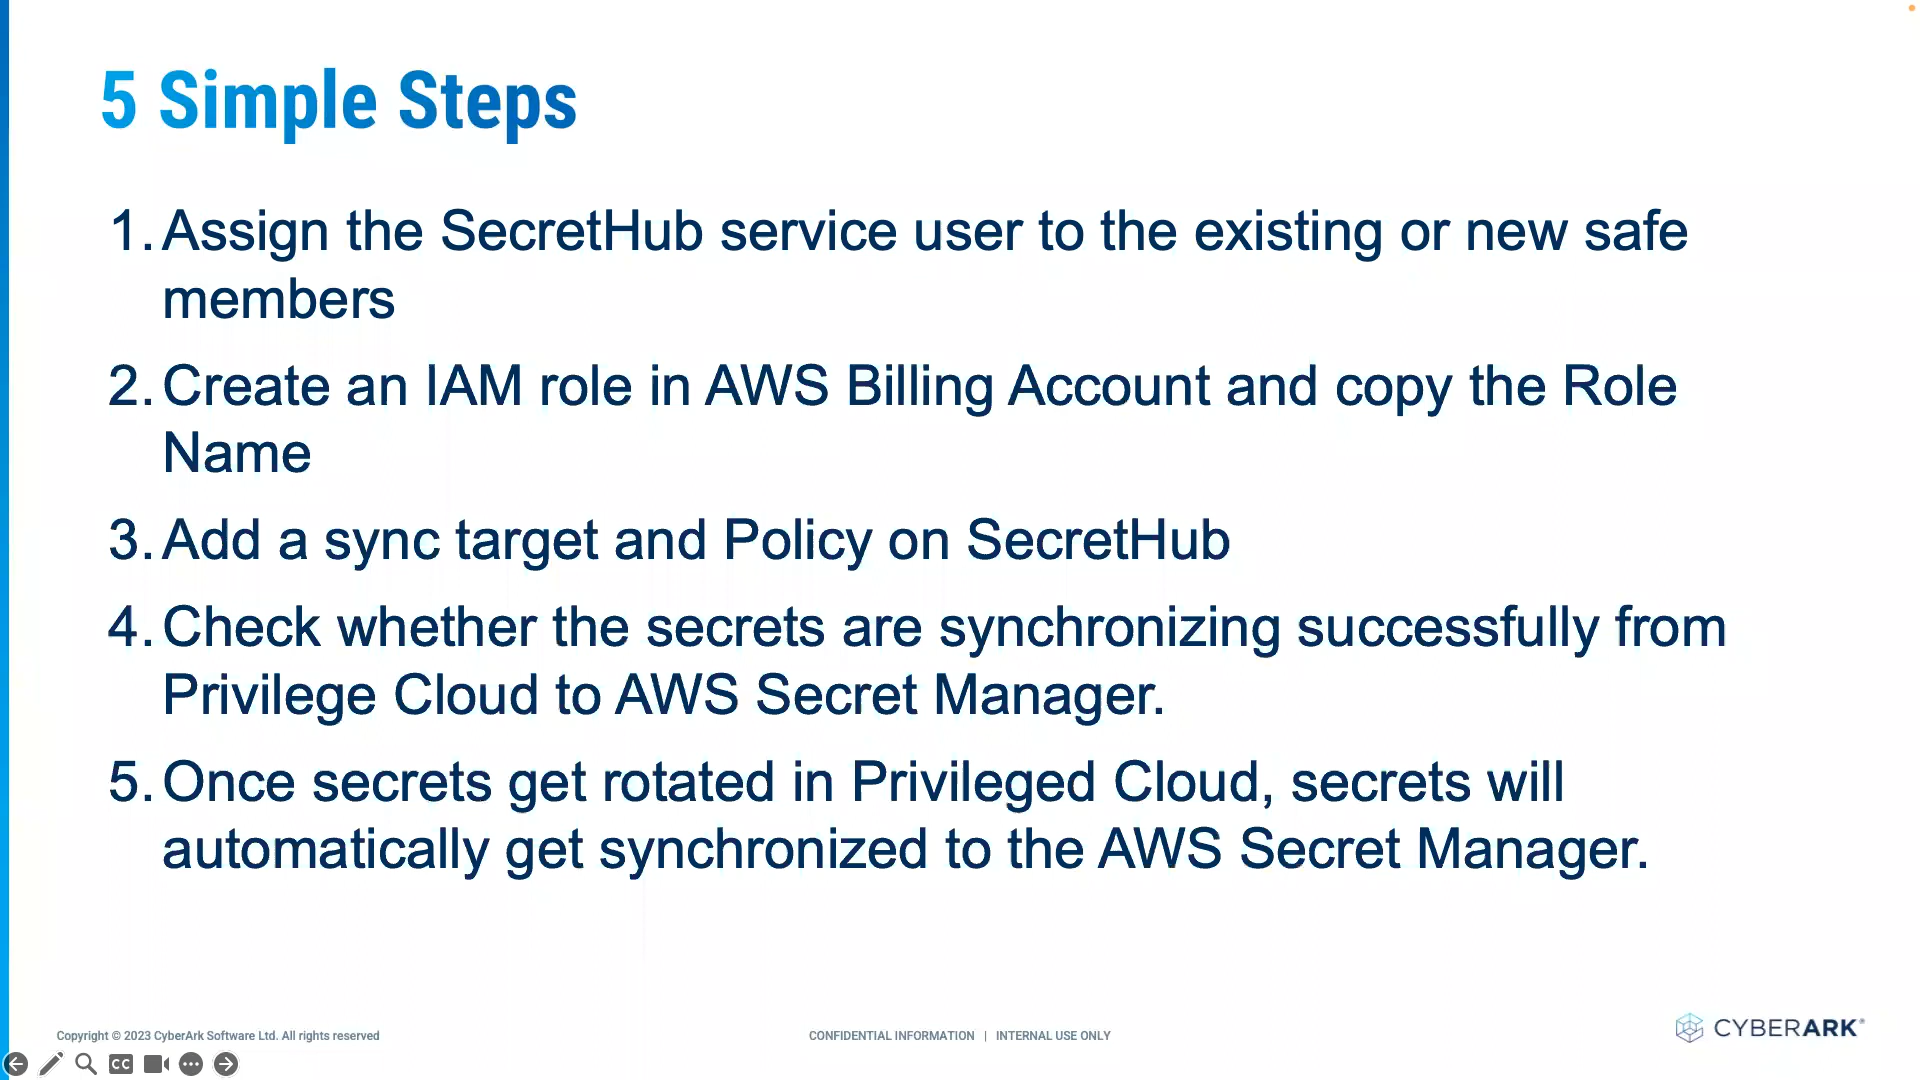 5 Simple Steps
1. Assign the SecretHub service user to the existing or new safe
members
2. Create an IAM role in AWS Billing Account and copy the Role
Name
3. Add a sync target and Policy on SecretHub
4. Check whether the secrets are synchronizing successfully from
Privilege Cloud to AWS Secret Manager.
5. Once secrets get rotated in Privileged Cloud, secrets will
automatically get synchronized to the AWS Secret Manager.
Copyright © 2023 CyberArk Software Ltd. All rights reserved
CONFIDENTIAL INFORMATION | INTERNAL USE ONLY
CYBERARK®
CC